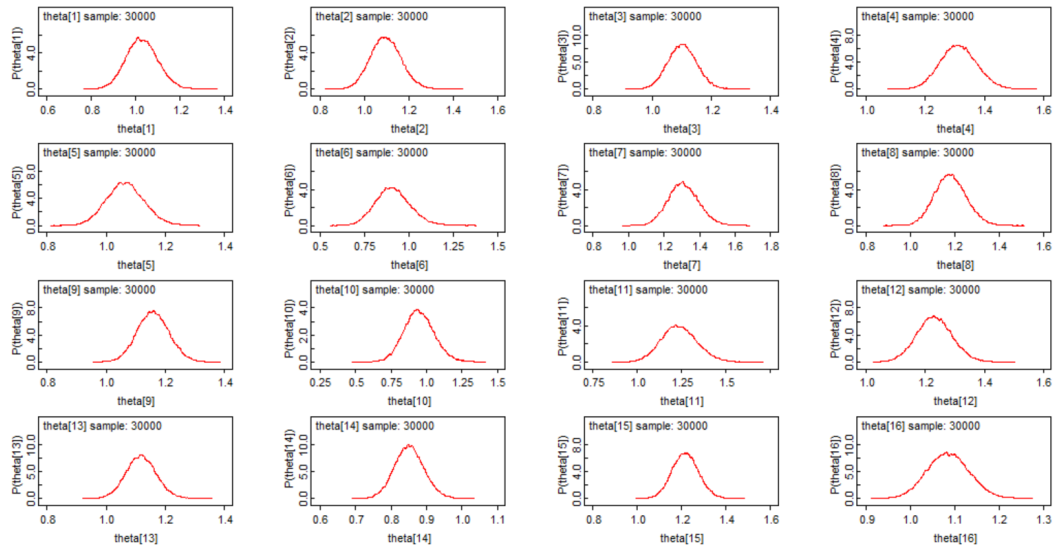 theta[1] sample: 30000
P(theta[1])
4.0
0.0
0.6 0.8 1.0 1.2 1.4
theta[1]
theta[2] sample: 30000
P(theta[2])
4.0
0.0
0.8 1.0 1.2 1.4 1.6
theta[2]
theta[3] sample: 30000
P(theta[3])
10.0
5.0
0.0
0.8 1.0 1.2 1.4
theta[3]
theta[4] sample: 30000
P(theta[4])
8.0
4.0
0.0
1.0 1.2 1.4 1.6
theta[4]
theta[5] sample: 30000
P(theta[5])
8.0
4.0
0.0
0.8 1.0 1.2 1.4
theta[5]
theta[6] sample: 30000
P(theta[6])
4.0
0.0
0.5 0.75 1.0 1.25 1.5
theta[6]
theta[7] sample: 30000
P(theta[7])
4.0
0.0
0.8 1.0 1.2 1.4 1.6 1.8
theta[7]
theta[8] sample: 30000
P(theta[8])
4.0
0.0
0.8 1.0 1.2 1.4 1.6
theta[8]
theta[9] sample: 30000
P(theta[9])
8.0
4.0
0.0
0.8 1.0 1.2 1.4
theta[9]
theta[10] sample: 30000
P(theta[10])
4.0
2.0
0.0
0.25 0.5 0.75 1.0 1.25 1.5
theta[10]
theta[11] sample: 30000
P(theta[11])
4.0
0.0
0.75 1.0 1.25 1.5
theta[11]
theta[12] sample: 30000
P(theta[12])
8.0
4.0
0.0
1.0 1.2 1.4 1.6
theta[12]
theta[13] sample: 30000
P(theta[13])
10.0
5.0
0.0
0.8 1.0 1.2 1.4
theta[13]
theta[14] sample: 30000
P(theta[14])
10.0
5.0
0.0
0.6 0.7 0.8 0.9 1.0 1.1
theta[14]
theta[15] sample: 30000
P(theta[15])
8.0
4.0
0.0
0.8 1.0 1.2 1.4 1.6
theta[15]
theta[16] sample: 30000
P(theta[16])
10.0
5.0
0.0
0.9 1.0 1.1 1.2 1.3
theta[16]